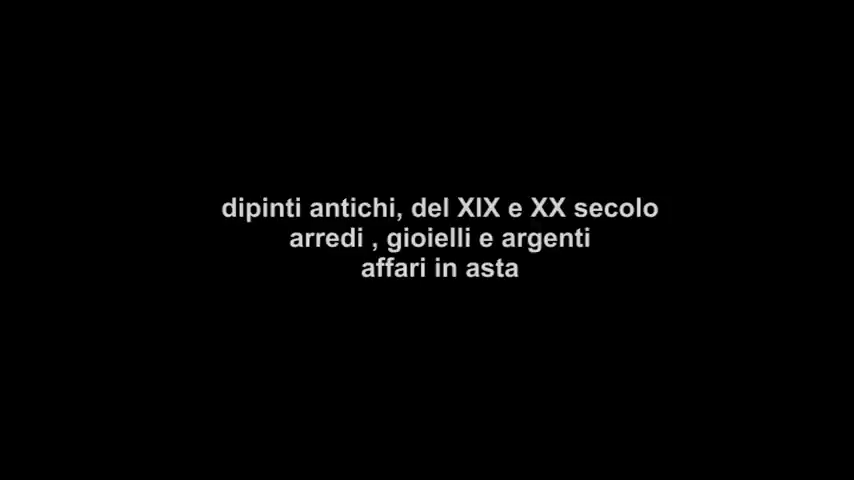 dipinti antichi, del XIX e XX secolo
arredi , gioielli e argenti
affari in asta